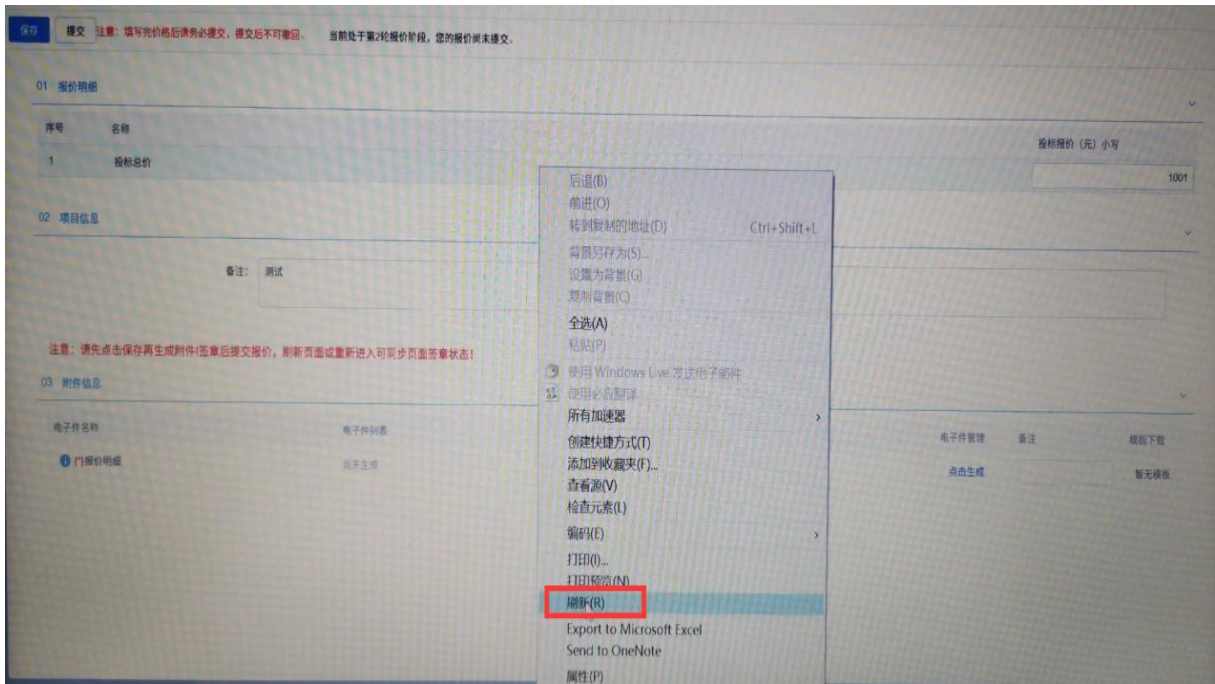 保存 提交 注意：填写完价格后请务必提交，提交后不可撤回。 当前处于第2轮报价阶段，您的报价尚未提交。
01 报价明细
序号 名称 投标报价（元）小写
1 投标总价 1001
02 项目信息
备注： 测试
注意：请先点击保存再生成附件!签章后提交报价，刷新页面或重新进入可同步页面签章状态！
03 附件信息
电子件名称 电子件列表 电子件管理 备注 模板下载
(*)报价明细 尚未生成 点击生成 暂无模板
后退(B)
前进(O)
转到复制的地址(D) Ctrl+Shift+L
背景另存为(S)...
设置为背景(G)
复制背景(C)
全选(A)
粘贴(P)
使用 Windows Live 发送电子邮件
使用必应翻译
所有加速器
创建快捷方式(T)
添加到收藏夹(F)...
查看源(V)
检查元素(L)
编码(E)
打印(I)...
打印预览(N)...
刷新(R)
Export to Microsoft Excel
Send to OneNote
属性(P)